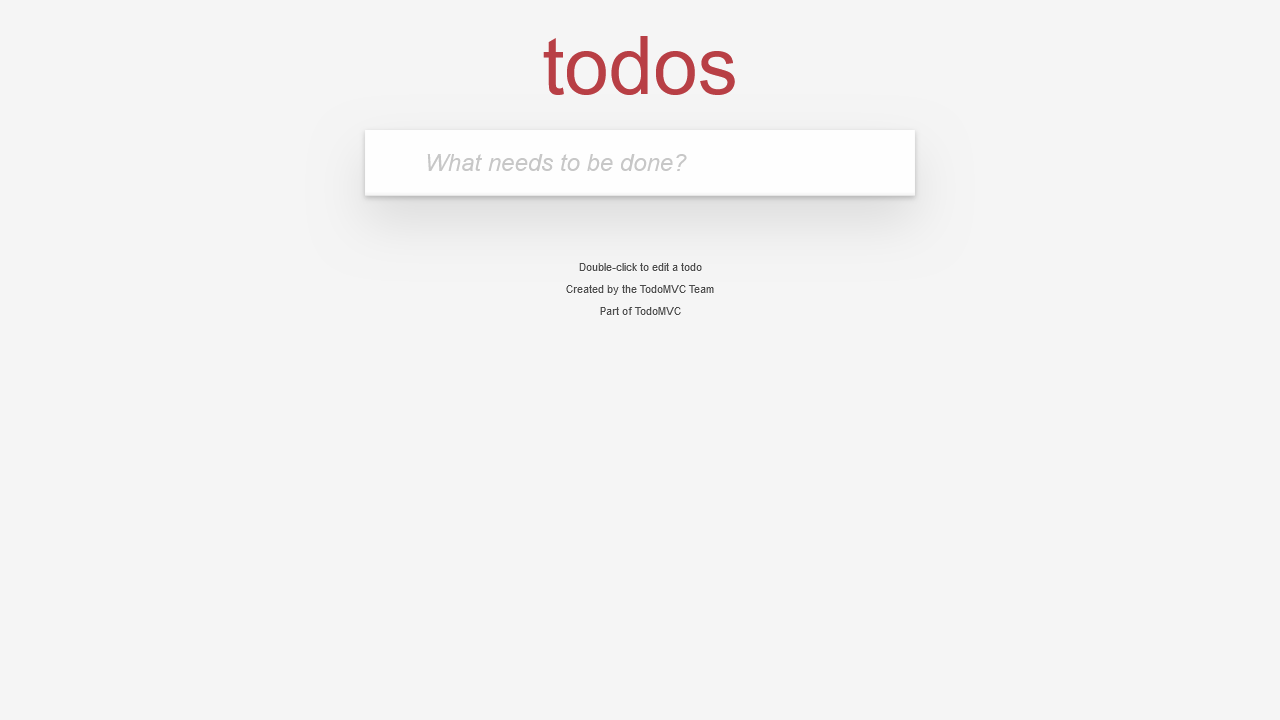 todos
What needs to be done?
Double-click to edit a todo
Created by the TodoMVC Team
Part of TodoMVC